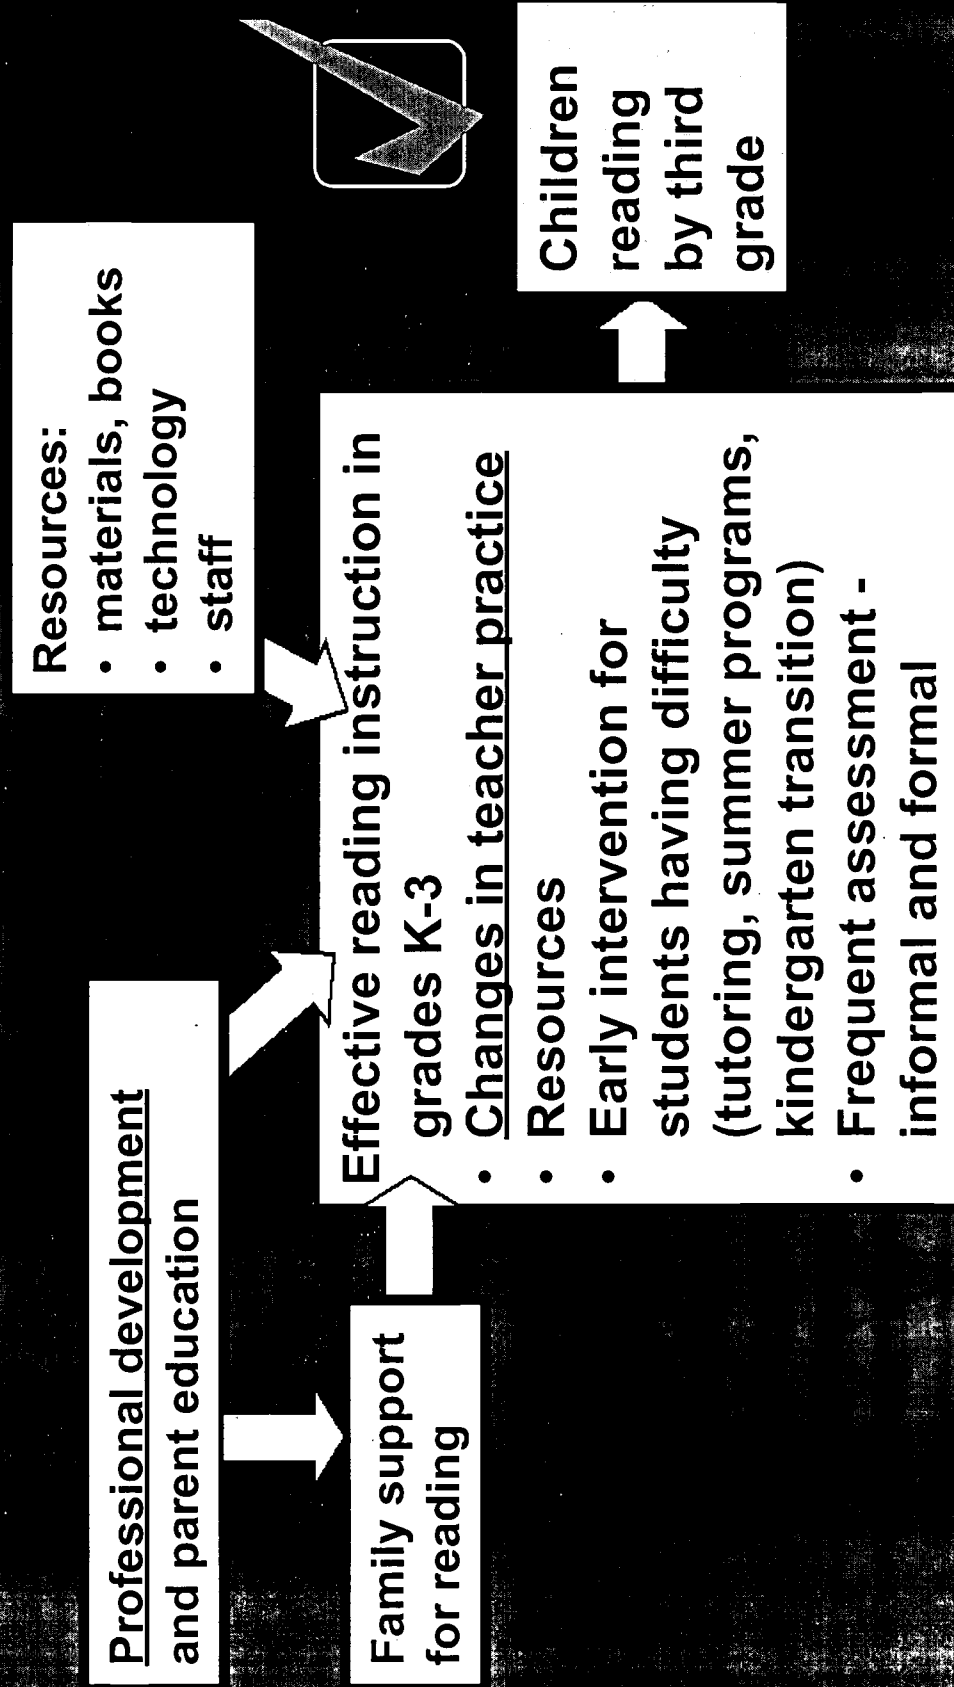 Professional development
and parent education
Resources:
• materials, books
• technology
• staff
Family support
for reading
Effective reading instruction in
grades K-3
• Changes in teacher practice
• Resources
• Early intervention for
students having difficulty
(tutoring, summer programs,
kindergarten transition)
• Frequent assessment -
informal and formal
Children
reading
by third
grade